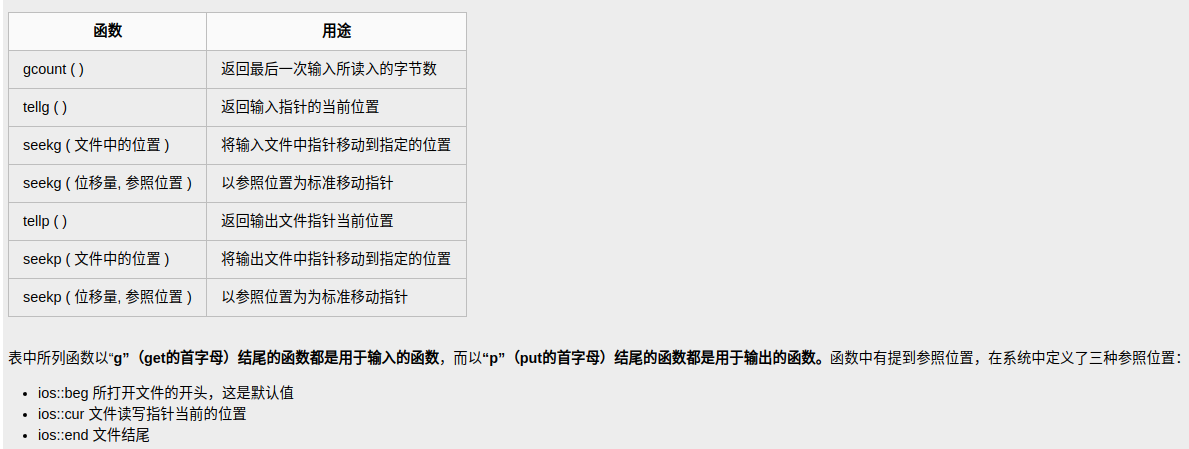 函数 用途
gcount ( ) 返回最后一次输入所读入的字节数
tellg ( ) 返回输入指针的当前位置
seekg ( 文件中的位置 ) 将输入文件中指针移动到指定的位置
seekg ( 位移量, 参照位置 ) 以参照位置为标准移动指针
tellp ( ) 返回输出文件指针当前位置
seekp ( 文件中的位置 ) 将输出文件中指针移动到指定的位置
seekp ( 位移量, 参照位置 ) 以参照位置为为标准移动指针
表中所列函数以“g”（get的首字母）结尾的函数都是用于输入的函数，而以“p”（put的首字母）结尾的函数都是用于输出的函数。函数中有提到参照位置，在系统中定义了三种参照位置：
• ios::beg 所打开文件的开头，这是默认值
• ios::cur 文件读写指针当前的位置
• ios::end 文件结尾